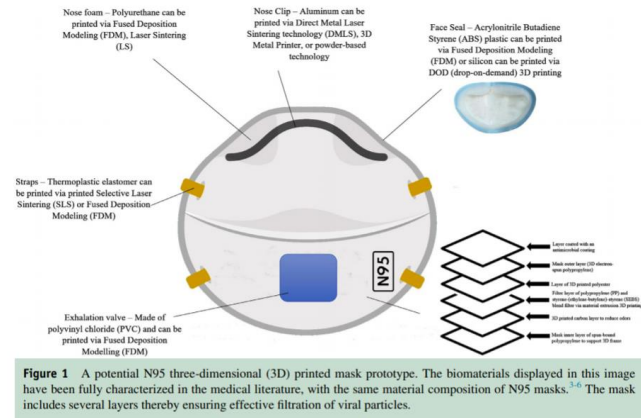 Nose foam – Polyurethane can be
printed via Fused Deposition
Modeling (FDM), Laser Sintering
(LS)
Nose Clip – Aluminum can be
printed via Direct Metal Laser
Sintering technology (DMLS), 3D
Metal Printer, or powder-based
technology
Face Seal – Acrylonitrile Butadiene
Styrene (ABS) plastic can be printed
via Fused Deposition Modeling
(FDM) or silicon can be printed via
DOD (drop-on-demand) 3D printing
Straps – Thermoplastic elastomer can
be printed via printed Selective Laser
Sintering (SLS) or Fused Deposition
Modeling (FDM)
N95
Exhalation valve – Made of
polyvinyl chloride (PVC) and can be
printed via Fused Deposition
Modelling (FDM)
Layer coated with an
antimicrobial coating
Mask outer layer (3D electron-
spun polypropylene)
Layer of 3D printed polyester
Filter layer of polypropylene (PP) and
styrene-(ethylene-butylene)-styrene (SEBS)
blend filter via material extrusion 3D printing
3D printed carbon layer to reduce odors
Mask inner layer of spun-bound
polypropylene to support 3D frame
Figure 1 A potential N95 three-dimensional (3D) printed mask prototype. The biomaterials displayed in this image
have been fully characterized in the medical literature, with the same material composition of N95 masks.3-6 The mask
includes several layers thereby ensuring effective filtration of viral particles.